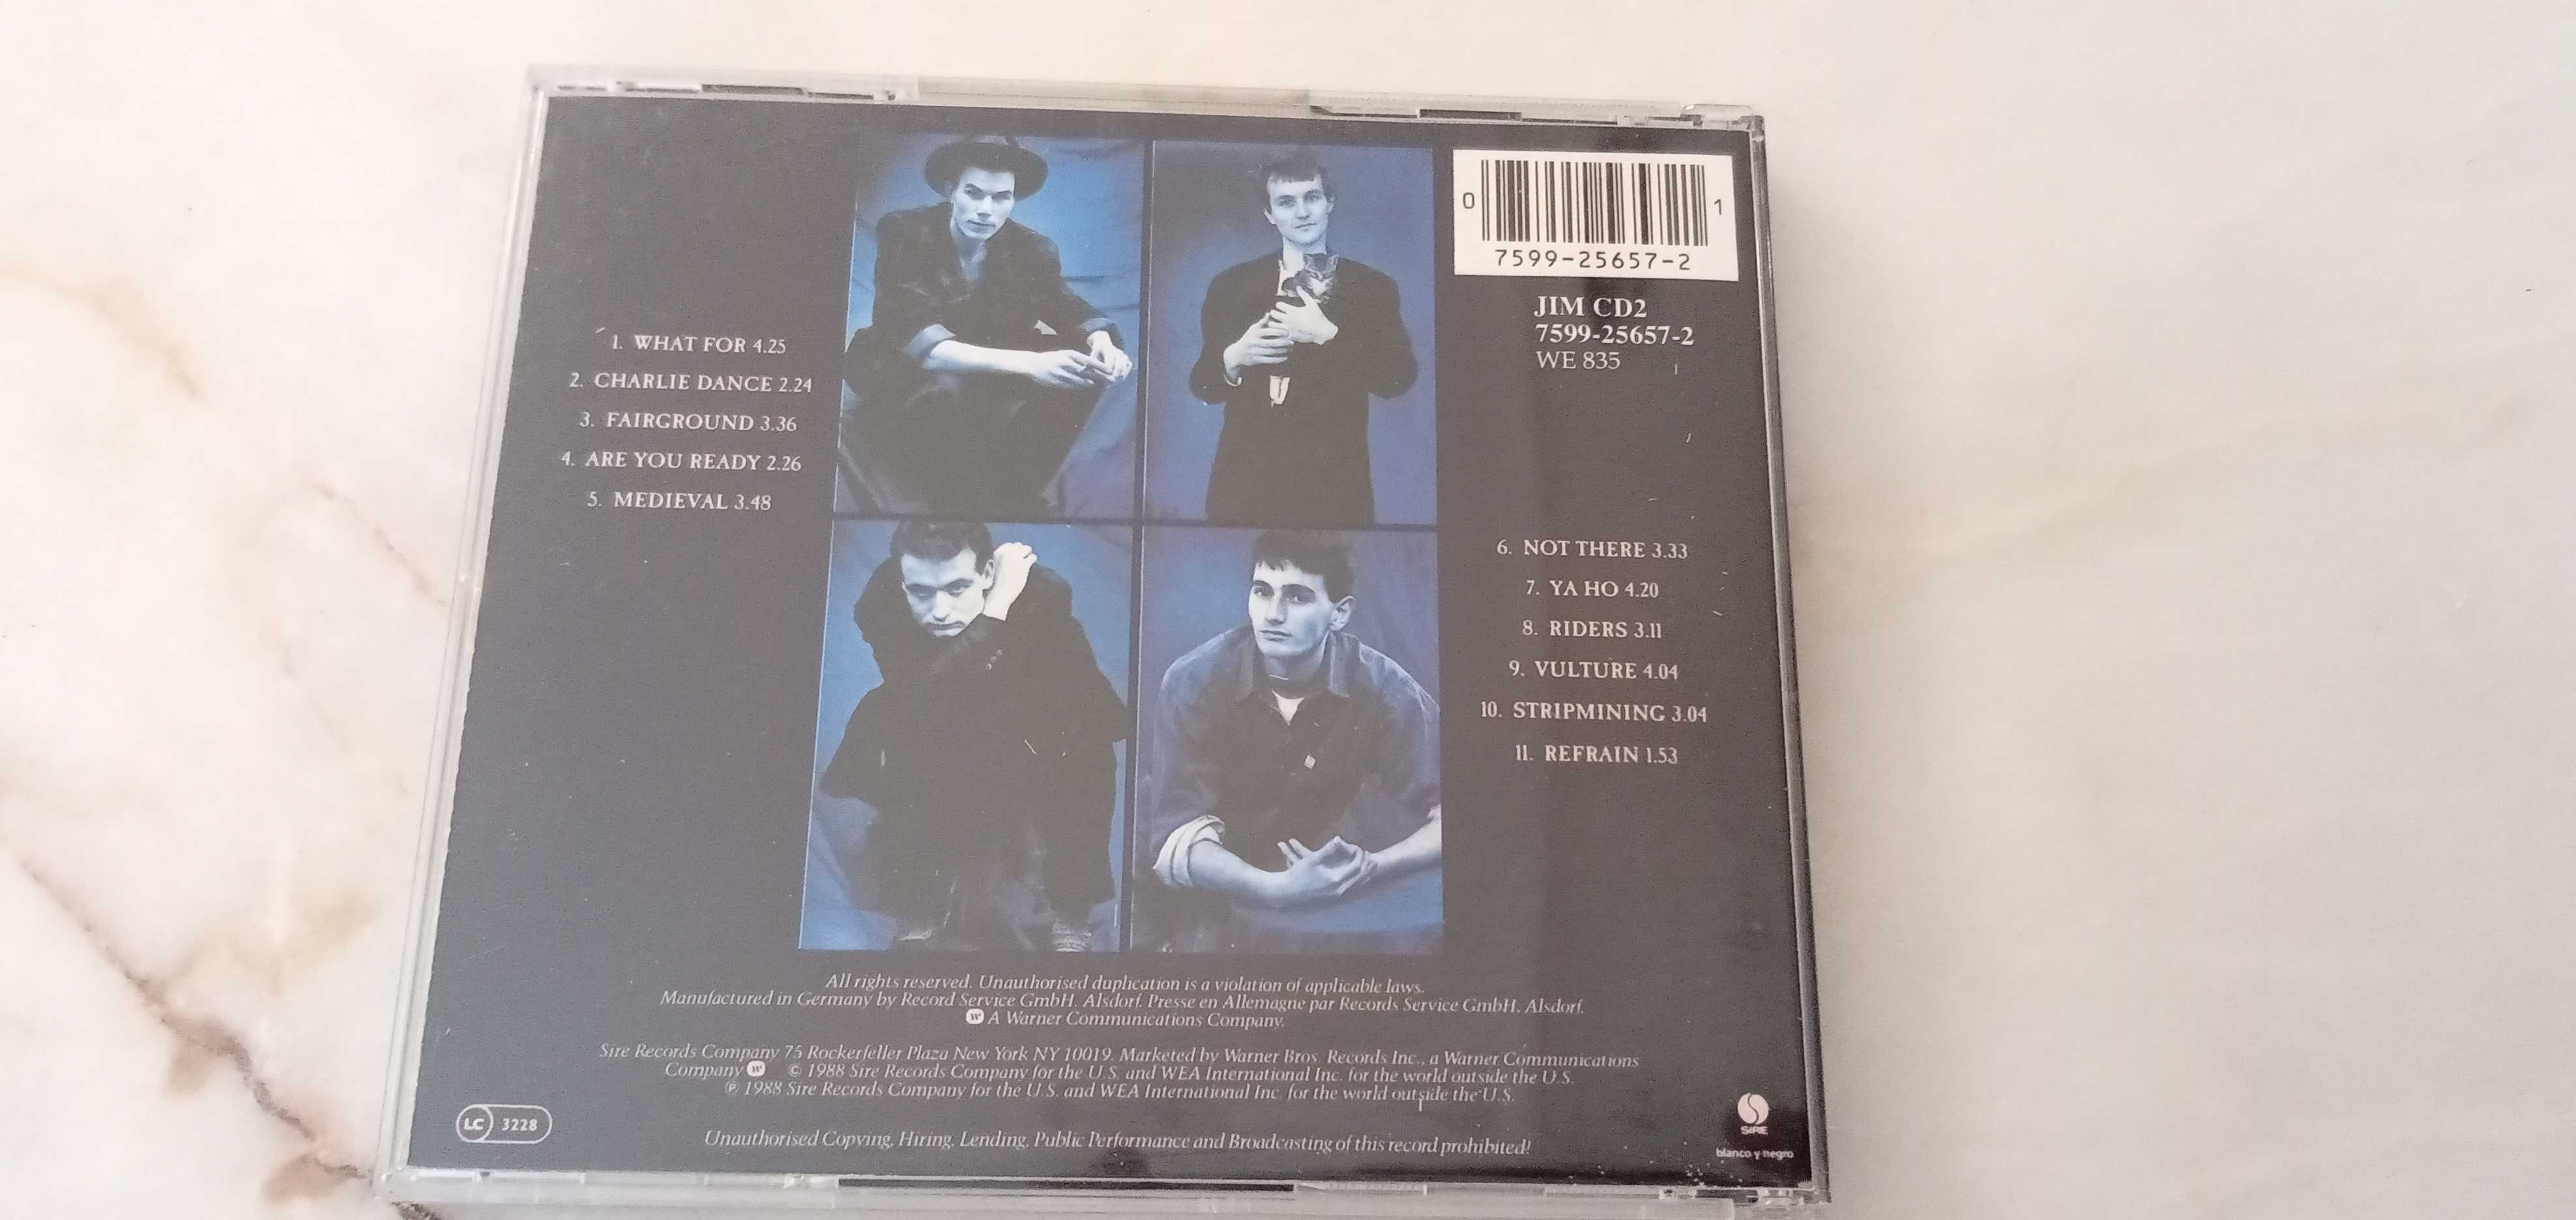 0 1
7599-25657-2
JIM CD2
7599-25657-2
WE 835
1. WHAT FOR 4.25
2. CHARLIE DANCE 2.24
3. FAIRGROUND 3.36
4. ARE YOU READY 2.26
5. MEDIEVAL 3.48
6. NOT THERE 3.33
7. YA HO 4.20
8. RIDERS 3.11
9. VULTURE 4.04
10. STRIPMINING 3.04
11. REFRAIN 1.53
All rights reserved. Unauthorised duplication is a violation of applicable laws.
Manufactured in Germany by Record Service GmbH, Alsdorf. Presse en Allemagne par Records Service GmbH, Alsdorf.
W A Warner Communications Company.
Sire Records Company 75 Rockerfeller Plaza New York NY 10019. Marketed by Warner Bros. Records Inc., a Warner Communications
Company W © 1988 Sire Records Company for the U.S. and WEA International Inc. for the world outside the U.S.
℗ 1988 Sire Records Company for the U.S. and WEA International Inc. for the world outside the U.S.
LC 3228
Unauthorised Copying, Hiring, Lending, Public Performance and Broadcasting of this record prohibited!
SIRE
blanco y negro